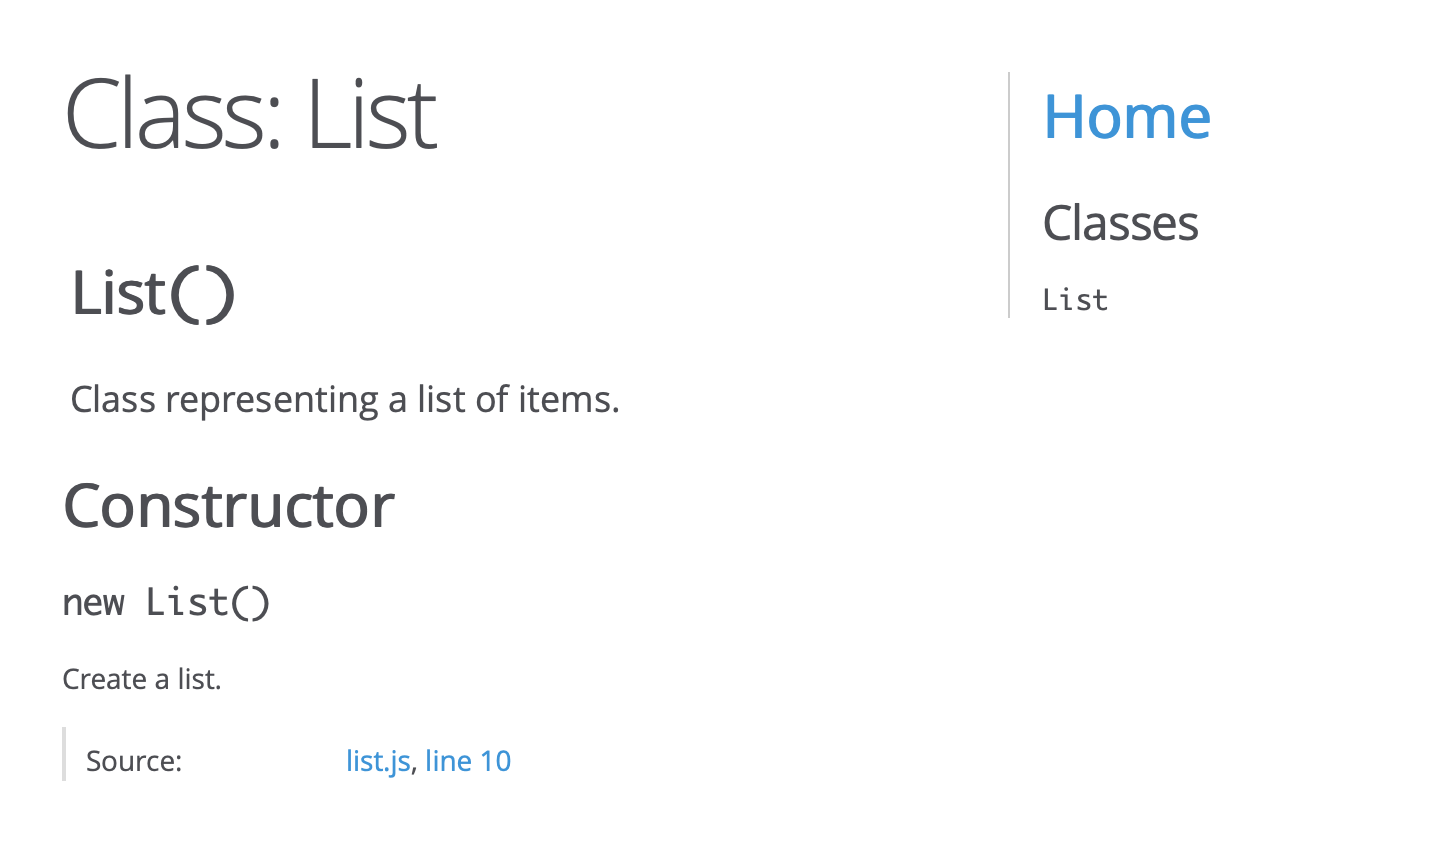 Class: List
List()
Class representing a list of items.
Constructor
new List()
Create a list.
Source: list.js, line 10
Home
Classes
List